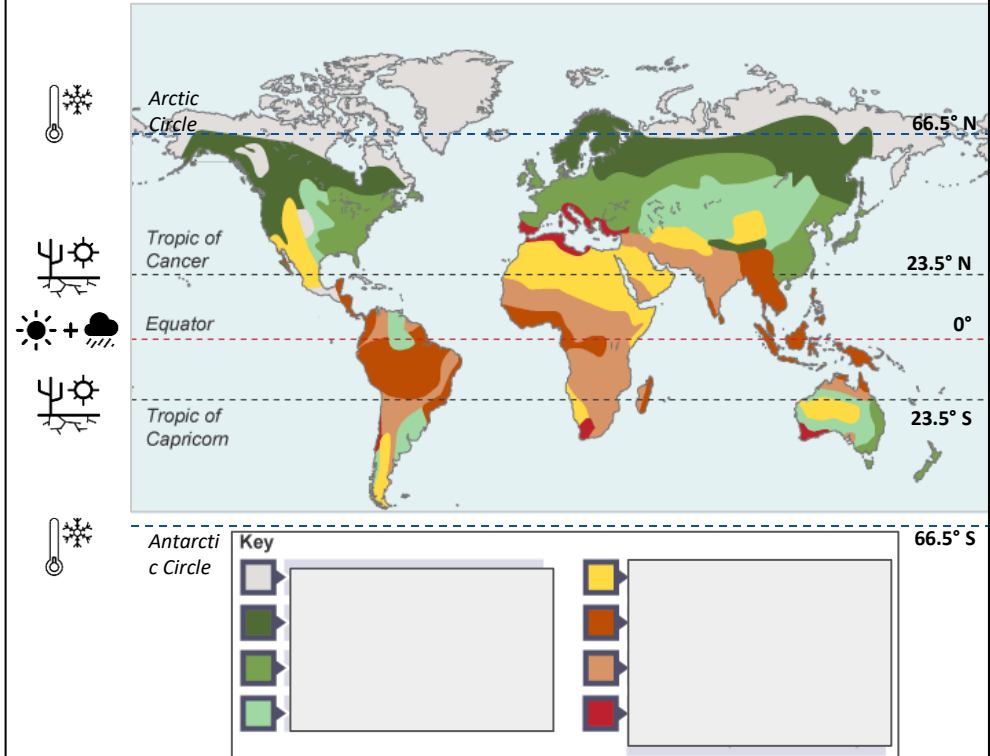 Arctic
Circle
66.5° N
Tropic of
Cancer
23.5° N
Equator
0°
Tropic of
Capricorn
23.5° S
Antarcti
c Circle
66.5° S
Key